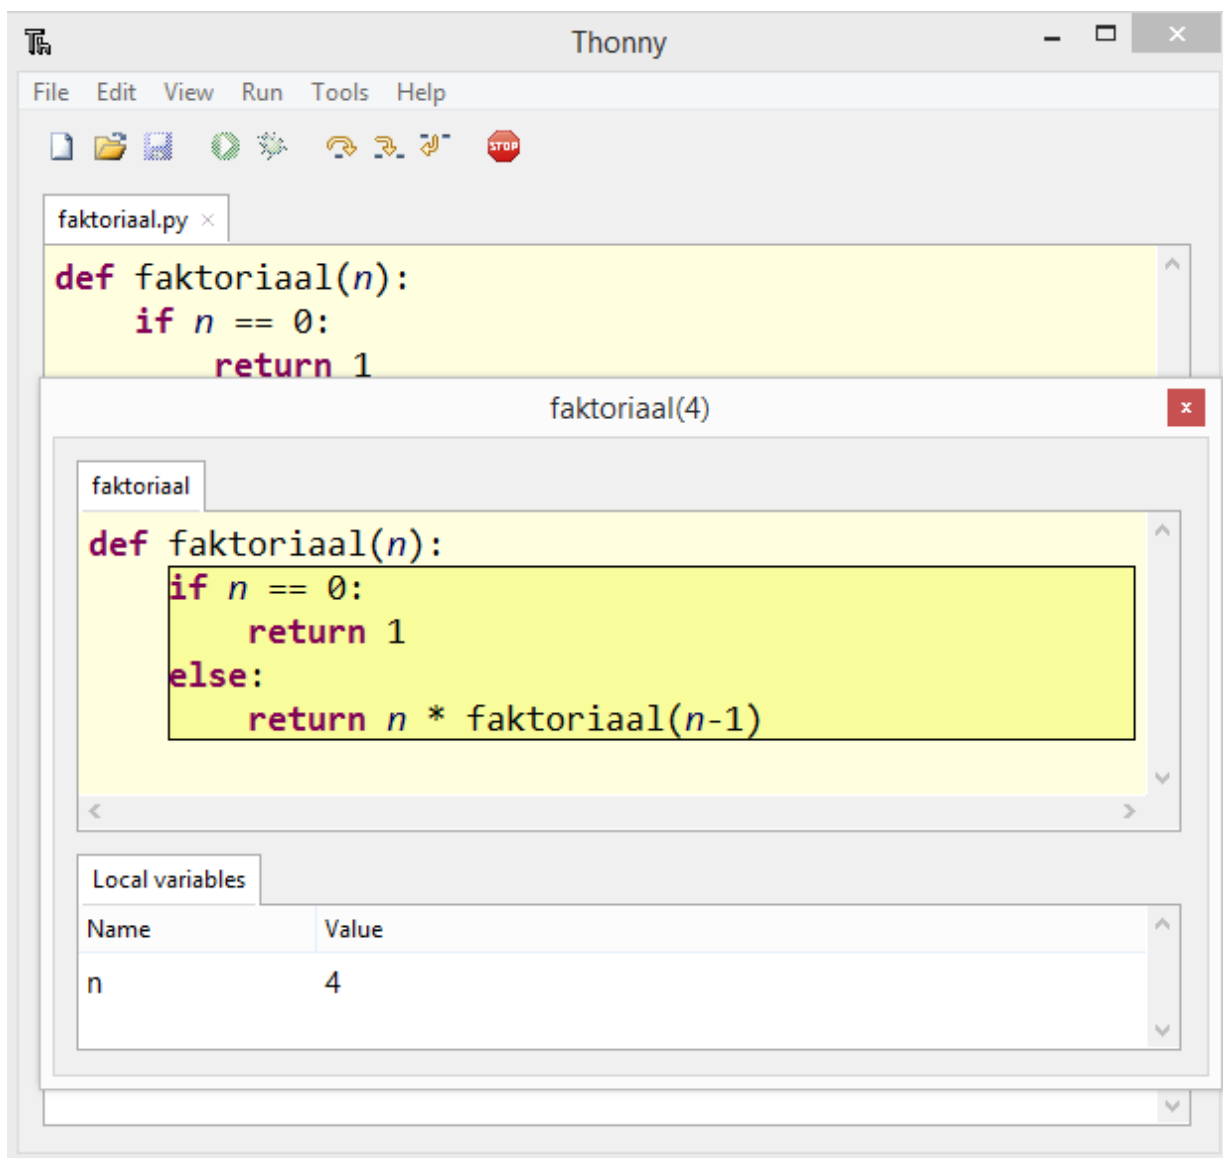 Th Thonny
File Edit View Run Tools Help
STOP
faktoriaal.py
def faktoriaal(n):
    if n == 0:
        return 1
faktoriaal(4) x
faktoriaal
def faktoriaal(n):
    if n == 0:
        return 1
    else:
        return n * faktoriaal(n-1)
Local variables
Name Value
n 4